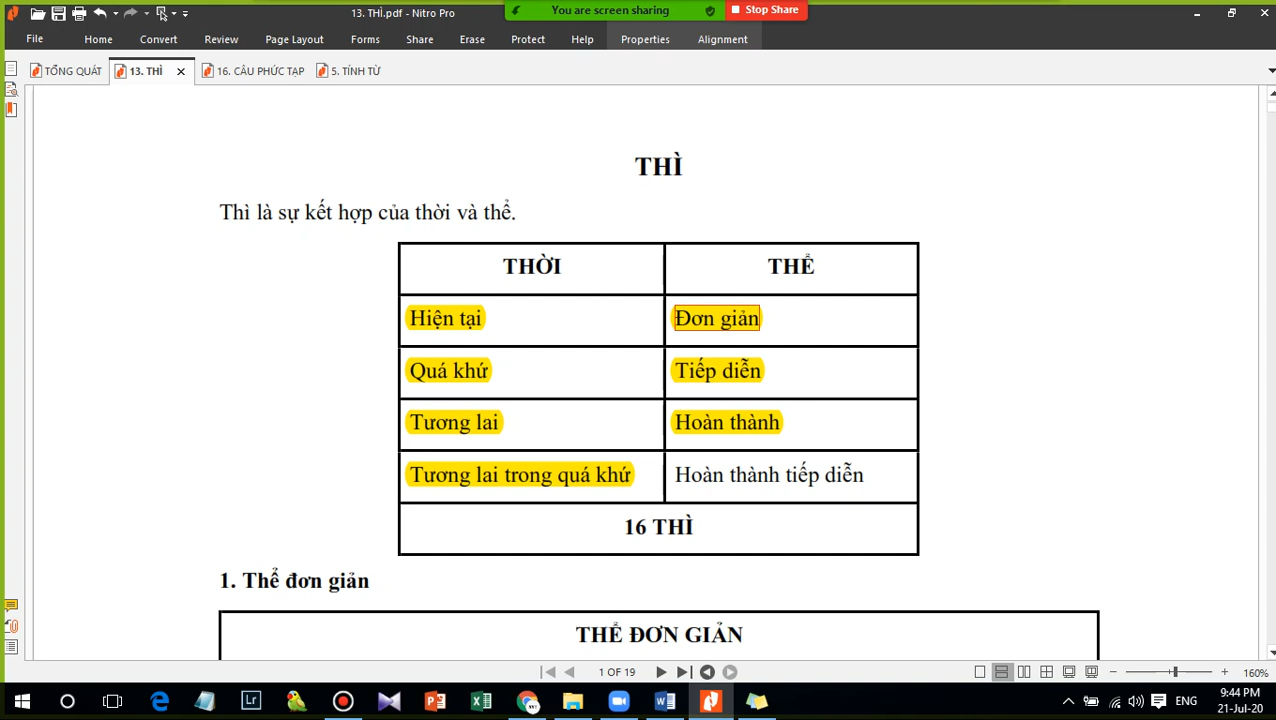 13. THÌ.pdf - Nitro Pro
You are screen sharing
Stop Share
File Home Convert Review Page Layout Forms Share Erase Protect Help Properties Alignment
TỔNG QUÁT 13. THÌ 16. CÂU PHỨC TẠP 5. TÍNH TỪ
THÌ
Thì là sự kết hợp của thời và thể.
THỜI THỂ
Hiện tại Đơn giản
Quá khứ Tiếp diễn
Tương lai Hoàn thành
Tương lai trong quá khứ Hoàn thành tiếp diễn
16 THÌ
1. Thể đơn giản
THỂ ĐƠN GIẢN
1 OF 19
160%
ENG
9:44 PM
21-Jul-20